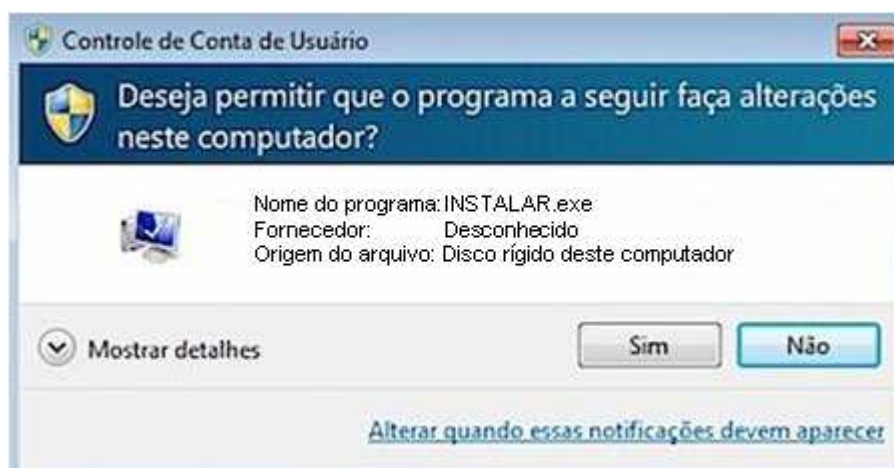 Controle de Conta de Usuário
Deseja permitir que o programa a seguir faça alterações
neste computador?
Nome do programa: INSTALAR.exe
Fornecedor: Desconhecido
Origem do arquivo: Disco rígido deste computador
Mostrar detalhes
Sim
Não
Alterar quando essas notificações devem aparecer